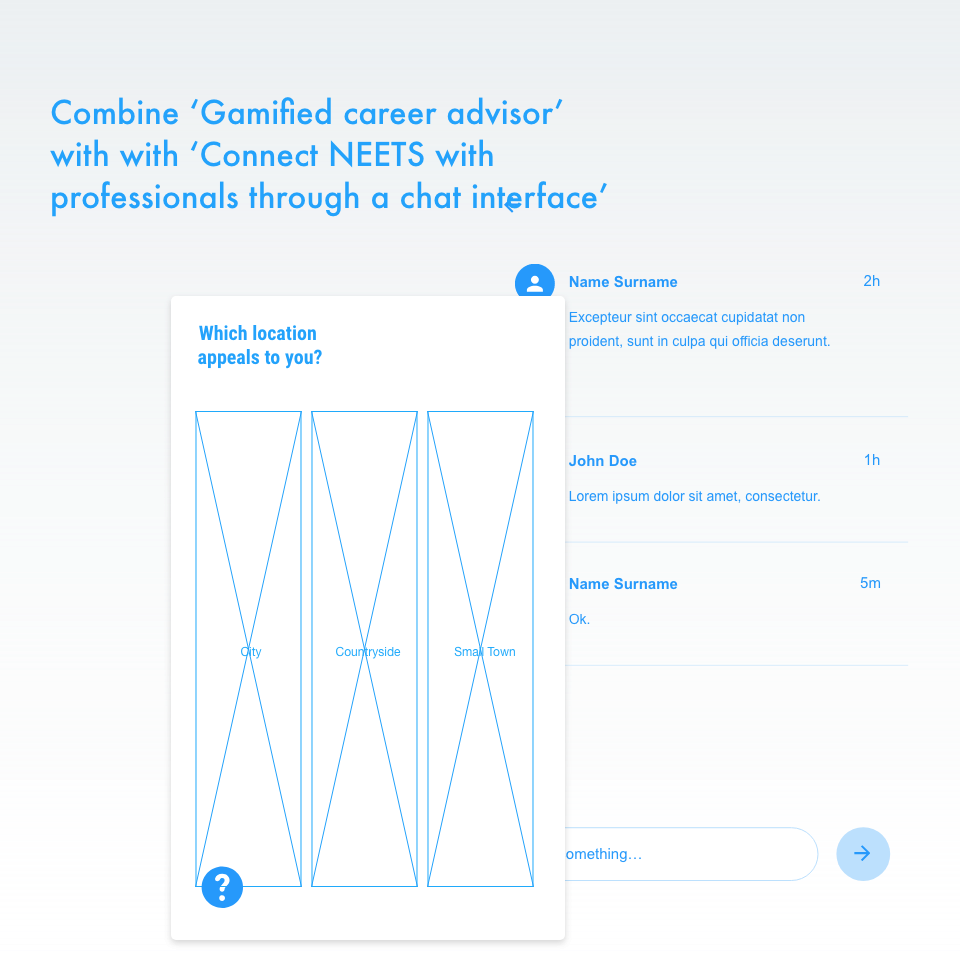 Combine ‘Gamified career advisor’
with with ‘Connect NEETS with
professionals through a chat interface’
Name Surname 2h
Excepteur sint occaecat cupidatat non
proident, sunt in culpa qui officia deserunt.
John Doe 1h
Lorem ipsum dolor sit amet, consectetur.
Name Surname 5m
Ok.
omething…
Which location
appeals to you?
City
Countryside
Small Town
?